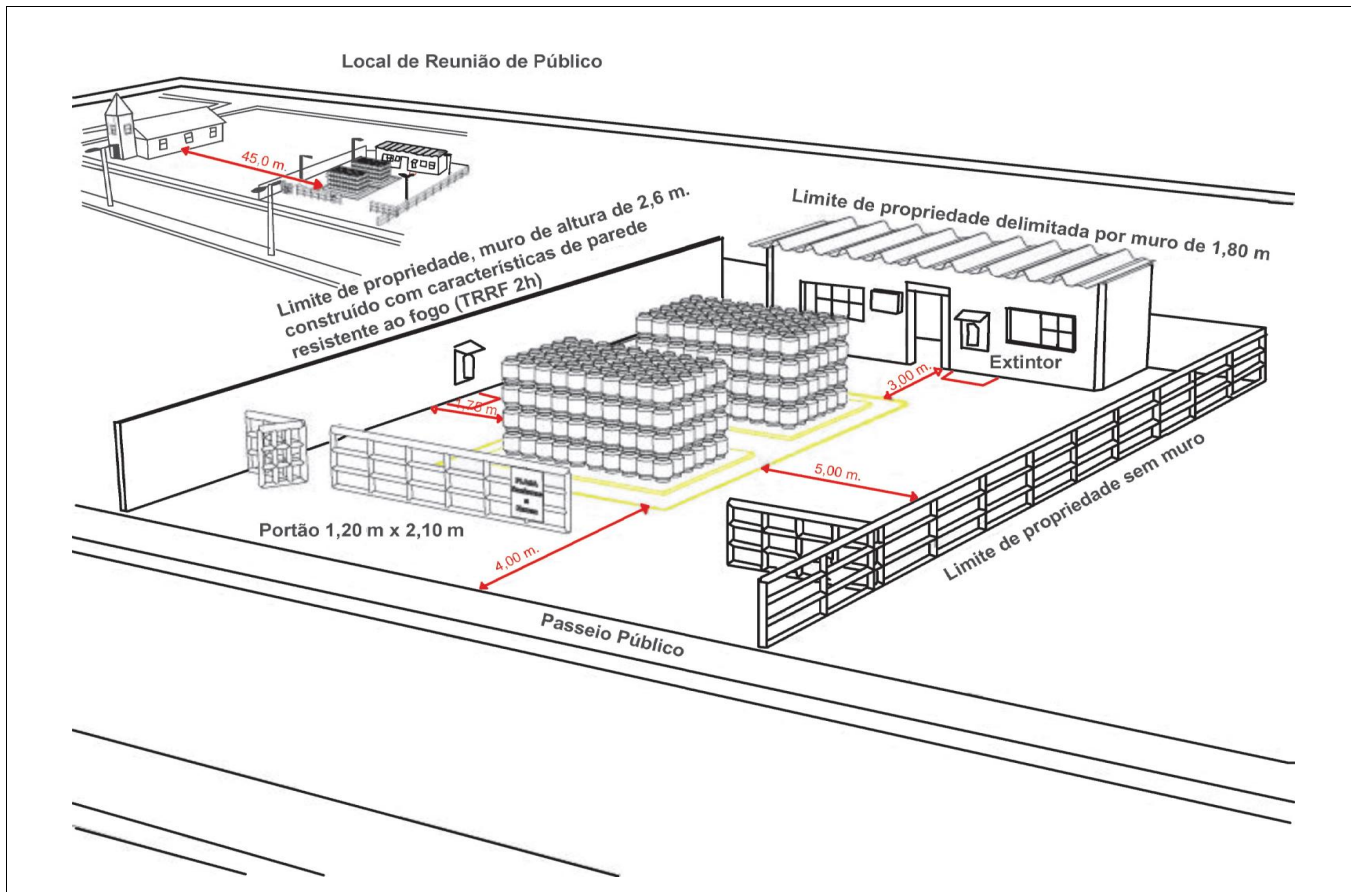 Local de Reunião de Público
45,0 m.
Limite de propriedade, muro de altura de 2,6 m.
construído com características de parede
resistente ao fogo (TRRF 2h)
Limite de propriedade delimitada por muro de 1,80 m
Extintor
3,00 m.
5,00 m.
PLACA
Portão 1,20 m x 2,10 m
4,00 m.
Limite de propriedade sem muro
Passeio Público